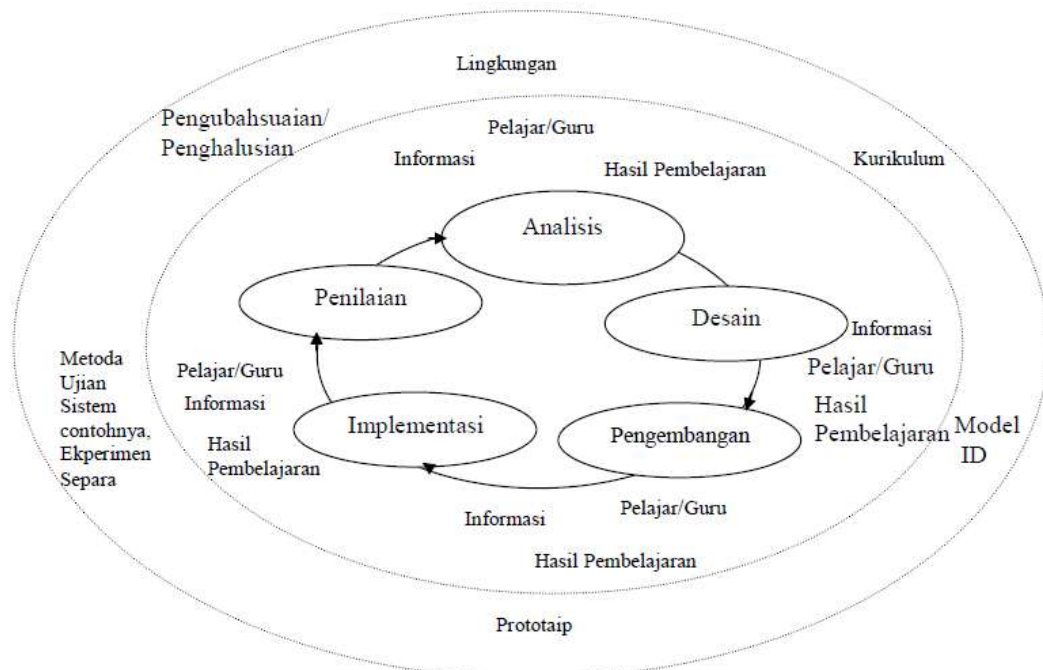 Lingkungan
Pengubahsuaian/
Penghalusian
Pelajar/Guru
Informasi
Kurikulum
Hasil Pembelajaran
Analisis
Penilaian
Desain
Informasi
Metoda
Ujian
Sistem
contohnya,
Ekperimen
Separa
Pelajar/Guru
Informasi
Hasil
Pembelajaran
Pelajar/Guru
Hasil
Pembelajaran
Model
ID
Implementasi
Pengembangan
Informasi
Pelajar/Guru
Hasil Pembelajaran
Prototaip